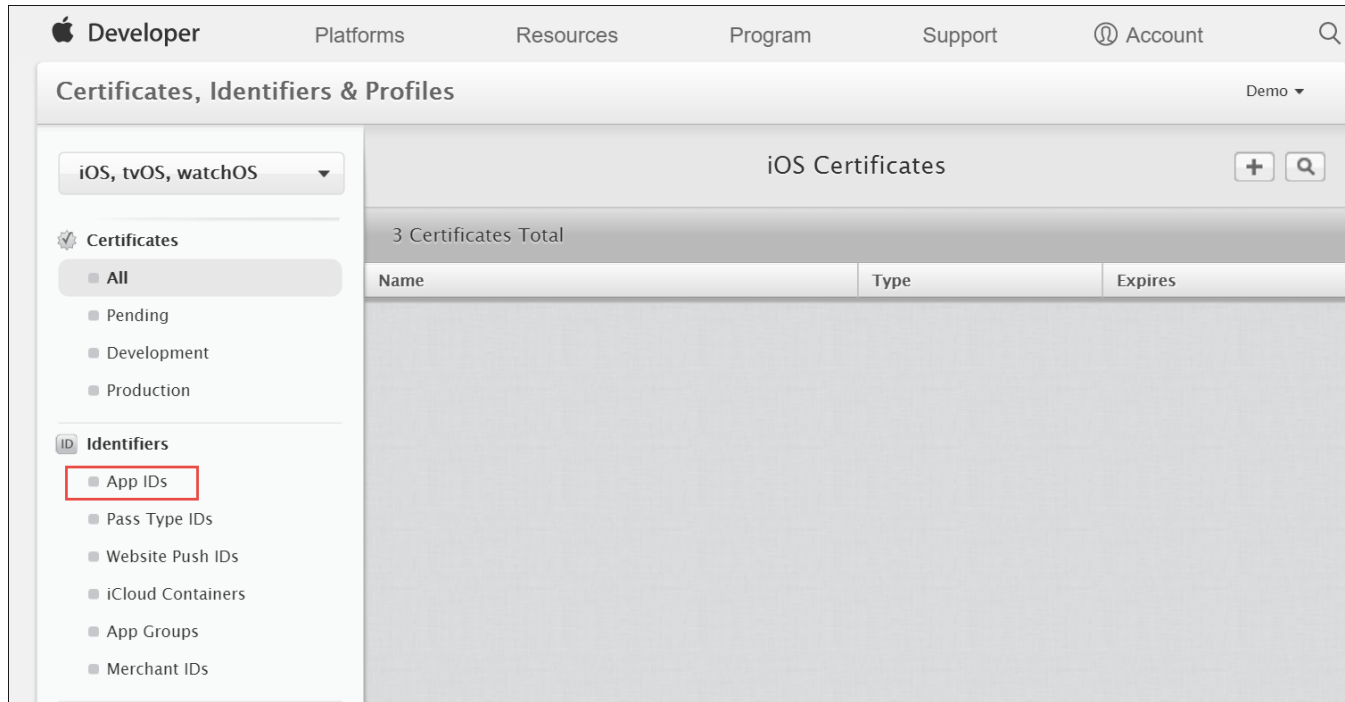 Developer Platforms Resources Program Support Account
Certificates, Identifiers & Profiles Demo
iOS, tvOS, watchOS
iOS Certificates
Certificates
3 Certificates Total
All
Name Type Expires
Pending
Development
Production
ID Identifiers
App IDs
Pass Type IDs
Website Push IDs
iCloud Containers
App Groups
Merchant IDs